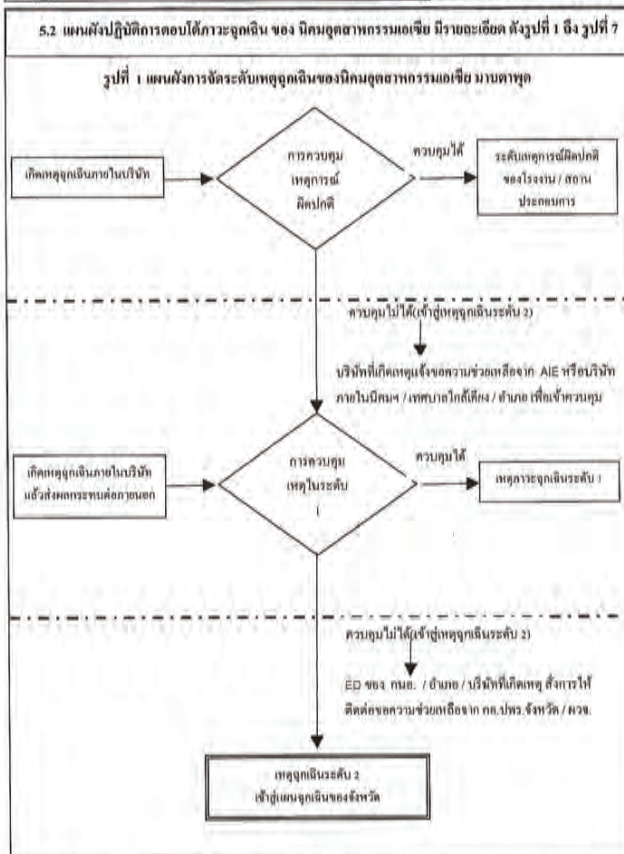 5.2 แผนผังปฏิบัติการตอบโต้ภาวะฉุกเฉิน ของ นิคมอุตสาหกรรมเอเซีย มีรายละเอียด ดังรูปที่ 1 ถึง รูปที่ 7
รูปที่ 1 แผนผังการจัดระดับเหตุฉุกเฉินของนิคมอุตสาหกรรมเอเซีย มาบตาพุด
เกิดเหตุฉุกเฉินภายในบริษัท
การควบคุม
เหตุการณ์
ผิดปกติ
ควบคุมได้
ระดับเหตุการณ์ผิดปกติ
ของโรงงาน / สถาน
ประกอบการ
ควบคุมไม่ได้(เข้าสู่เหตุฉุกเฉินระดับ 2)
บริษัทที่เกิดเหตุแจ้งขอความช่วยเหลือจาก AIE หรือบริษัท
ภายในนิคมฯ / เทศบาลใกล้เคียง / อำเภอ เพื่อเข้าควบคุม
เกิดเหตุฉุกเฉินภายในบริษัท
แล้วส่งผลกระทบต่อภายนอก
การควบคุม
เหตุในระดับ
1
ควบคุมได้
เหตุภาวะฉุกเฉินระดับ 1
ควบคุมไม่ได้(เข้าสู่เหตุฉุกเฉินระดับ 2)
ED ของ กนอ. / อำเภอ / บริษัทที่เกิดเหตุ สั่งการให้
ติดต่อขอความช่วยเหลือจาก กอ.ปพร.จังหวัด / ผวจ.
เหตุฉุกเฉินระดับ 2
เข้าสู่แผนฉุกเฉินของจังหวัด